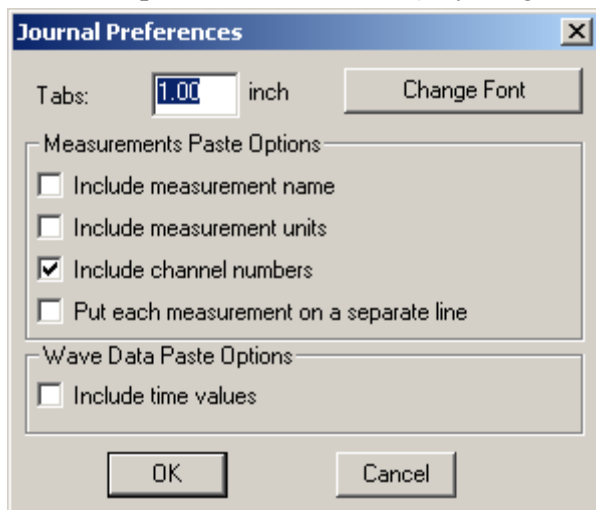 Journal Preferences
Tabs: 1.00 inch Change Font
Measurements Paste Options
Include measurement name
Include measurement units
Include channel numbers
Put each measurement on a separate line
Wave Data Paste Options
Include time values
OK Cancel